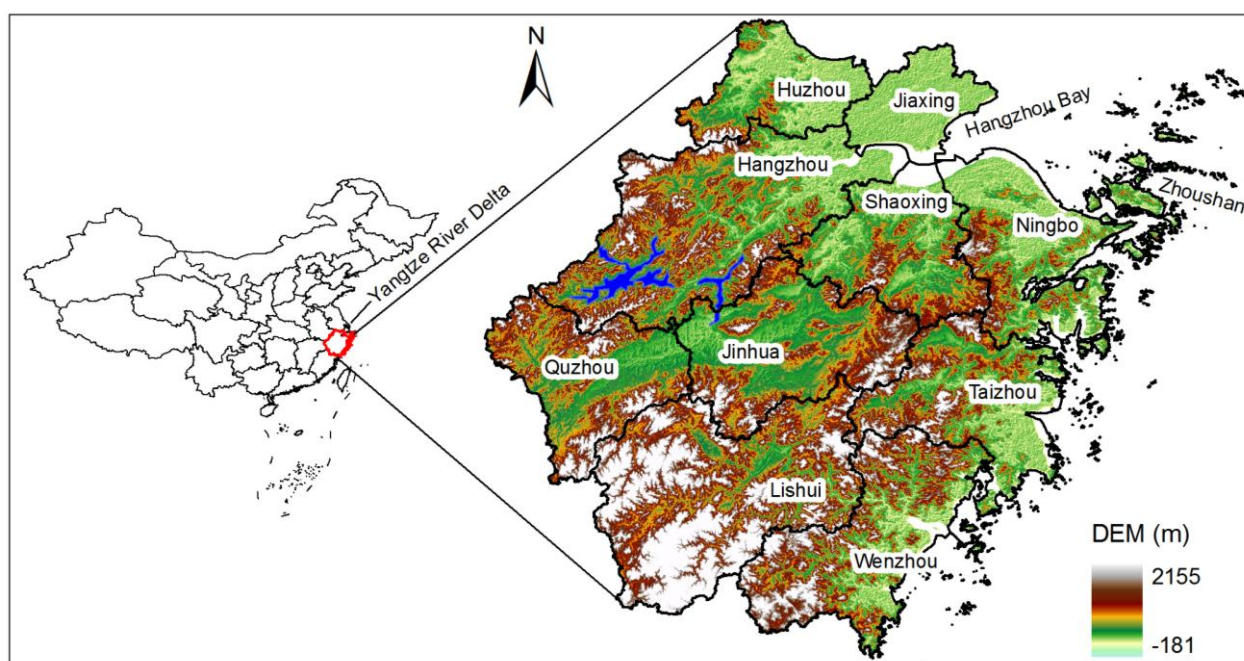 N
Yangtze River Delta
Huzhou
Jiaxing
Hangzhou Bay
Hangzhou
Zhoushan
Shaoxing
Ningbo
Quzhou
Jinhua
Taizhou
Lishui
Wenzhou
DEM (m)
2155
-181